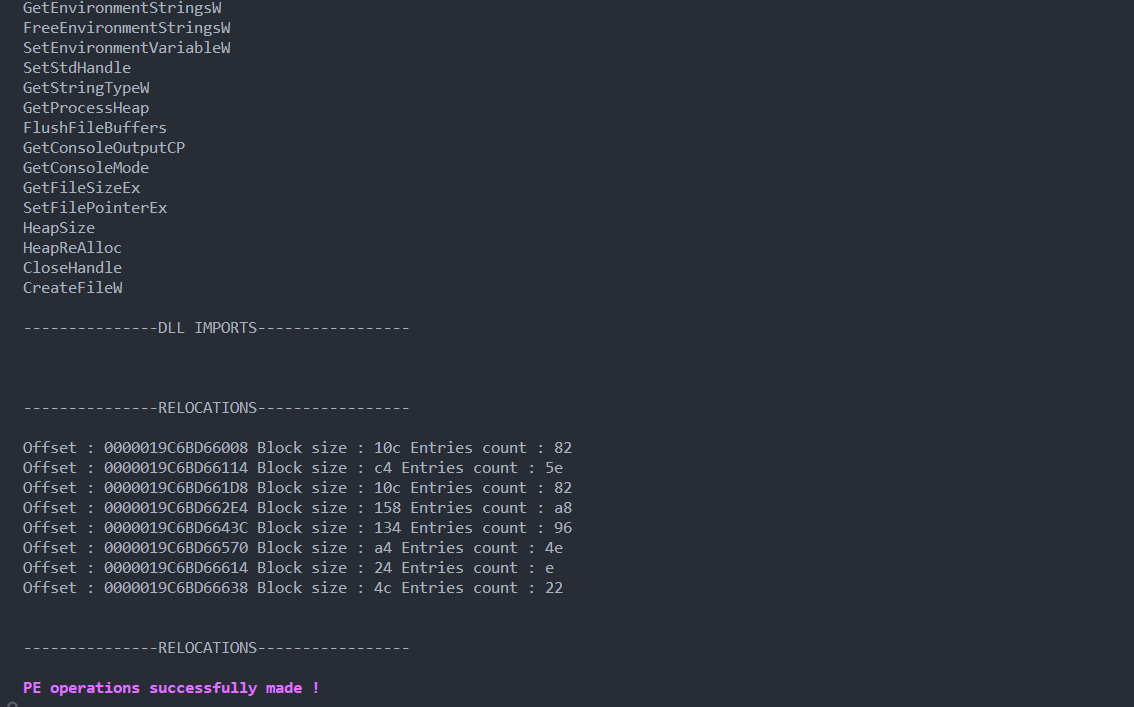 GetEnvironmentStringsW
FreeEnvironmentStringsW
SetEnvironmentVariableW
SetStdHandle
GetStringTypeW
GetProcessHeap
FlushFileBuffers
GetConsoleOutputCP
GetConsoleMode
GetFileSizeEx
SetFilePointerEx
HeapSize
HeapReAlloc
CloseHandle
CreateFileW
---------------DLL IMPORTS-----------------
---------------RELOCATIONS-----------------
Offset : 0000019C6BD66008 Block size : 10c Entries count : 82
Offset : 0000019C6BD66114 Block size : c4 Entries count : 5e
Offset : 0000019C6BD661D8 Block size : 10c Entries count : 82
Offset : 0000019C6BD662E4 Block size : 158 Entries count : a8
Offset : 0000019C6BD6643C Block size : 134 Entries count : 96
Offset : 0000019C6BD66570 Block size : a4 Entries count : 4e
Offset : 0000019C6BD66614 Block size : 24 Entries count : e
Offset : 0000019C6BD66638 Block size : 4c Entries count : 22
---------------RELOCATIONS-----------------
PE operations successfully made !